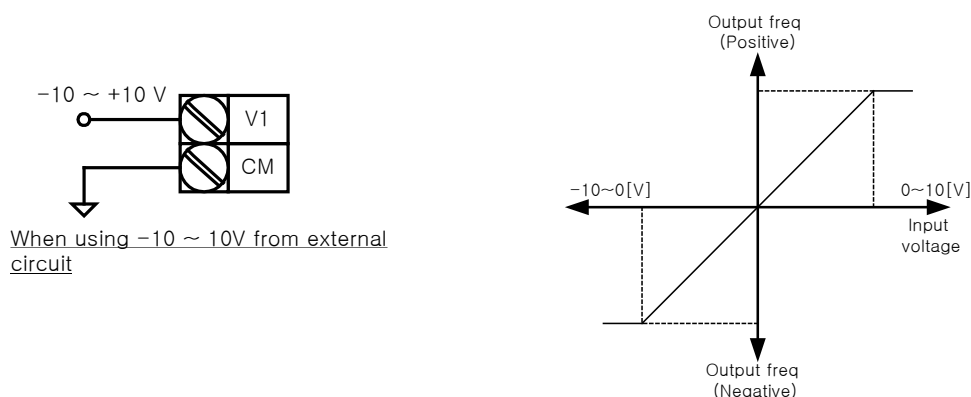 -10 ~ +10 V
V1
CM
When using -10 ~ 10V from external
circuit
Output freq
(Positive)
-10~0[V]
0~10[V]
Input
voltage
Output freq
(Negative)